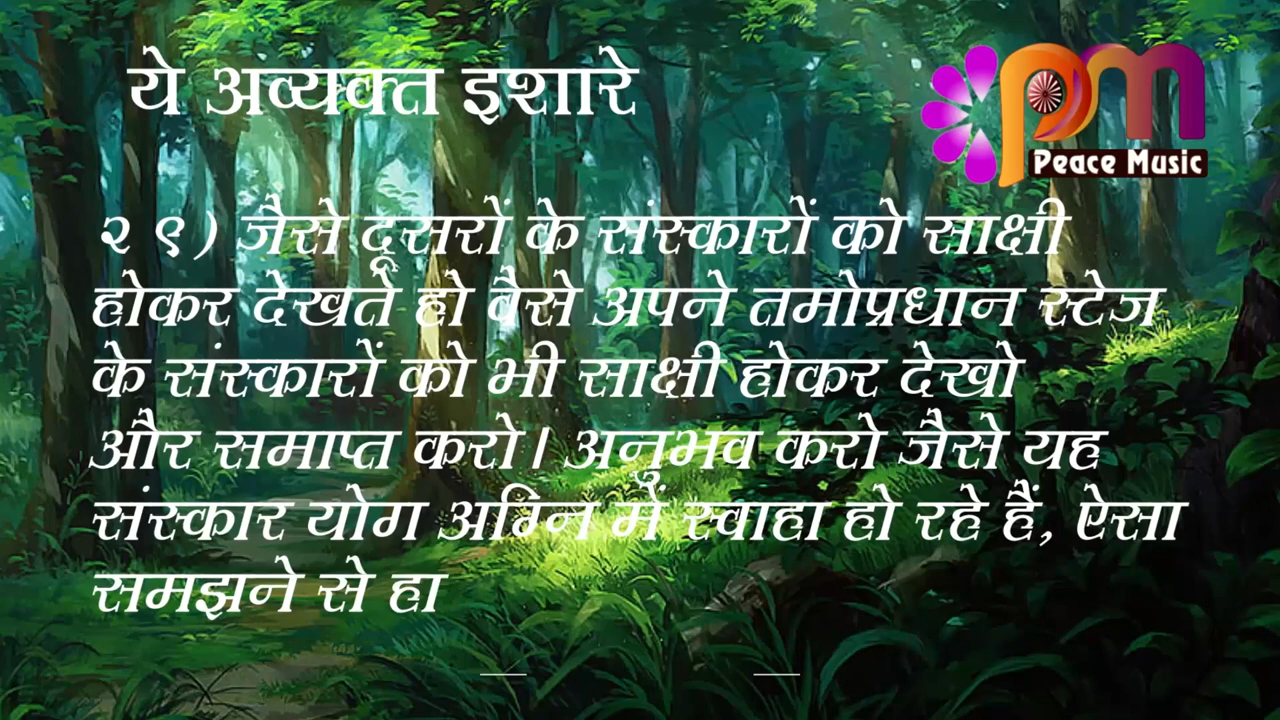 ये अव्यक्त इशारे
pm
Peace Music
२ ९) जैसे दूसरों के संस्कारों को साक्षी
होकर देखते हो वैसे अपने तमोप्रधान स्टेज
के संस्कारों को भी साक्षी होकर देखो
और समाप्त करो। अनुभव करो जैसे यह
संस्कार योग अग्नि में स्वाहा हो रहे हैं, ऐसा
समझने से हा